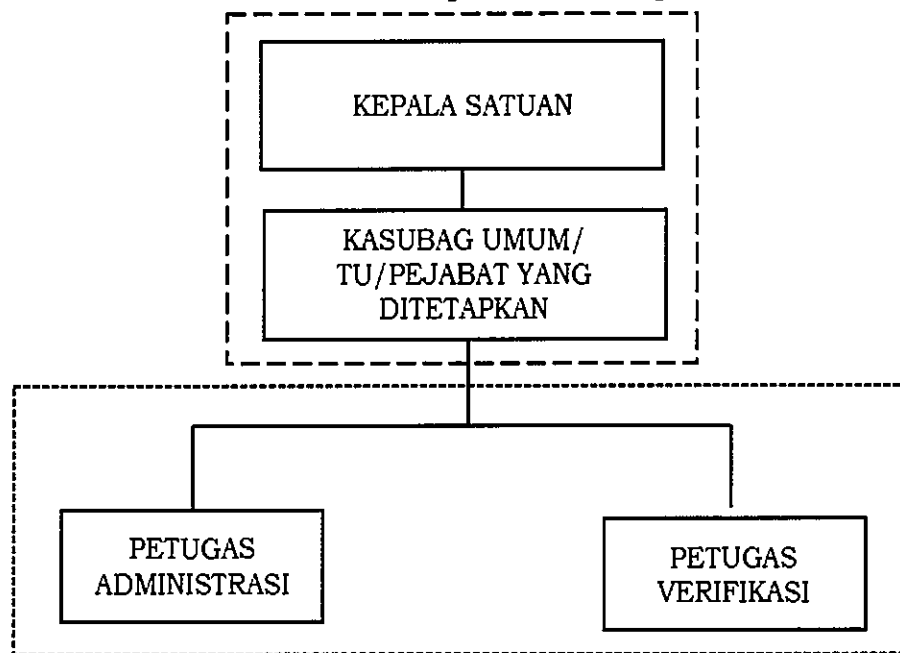 KEPALA SATUAN
KASUBAG UMUM/
TU/PEJABAT YANG
DITETAPKAN
PETUGAS
ADMINISTRASI
PETUGAS
VERIFIKASI